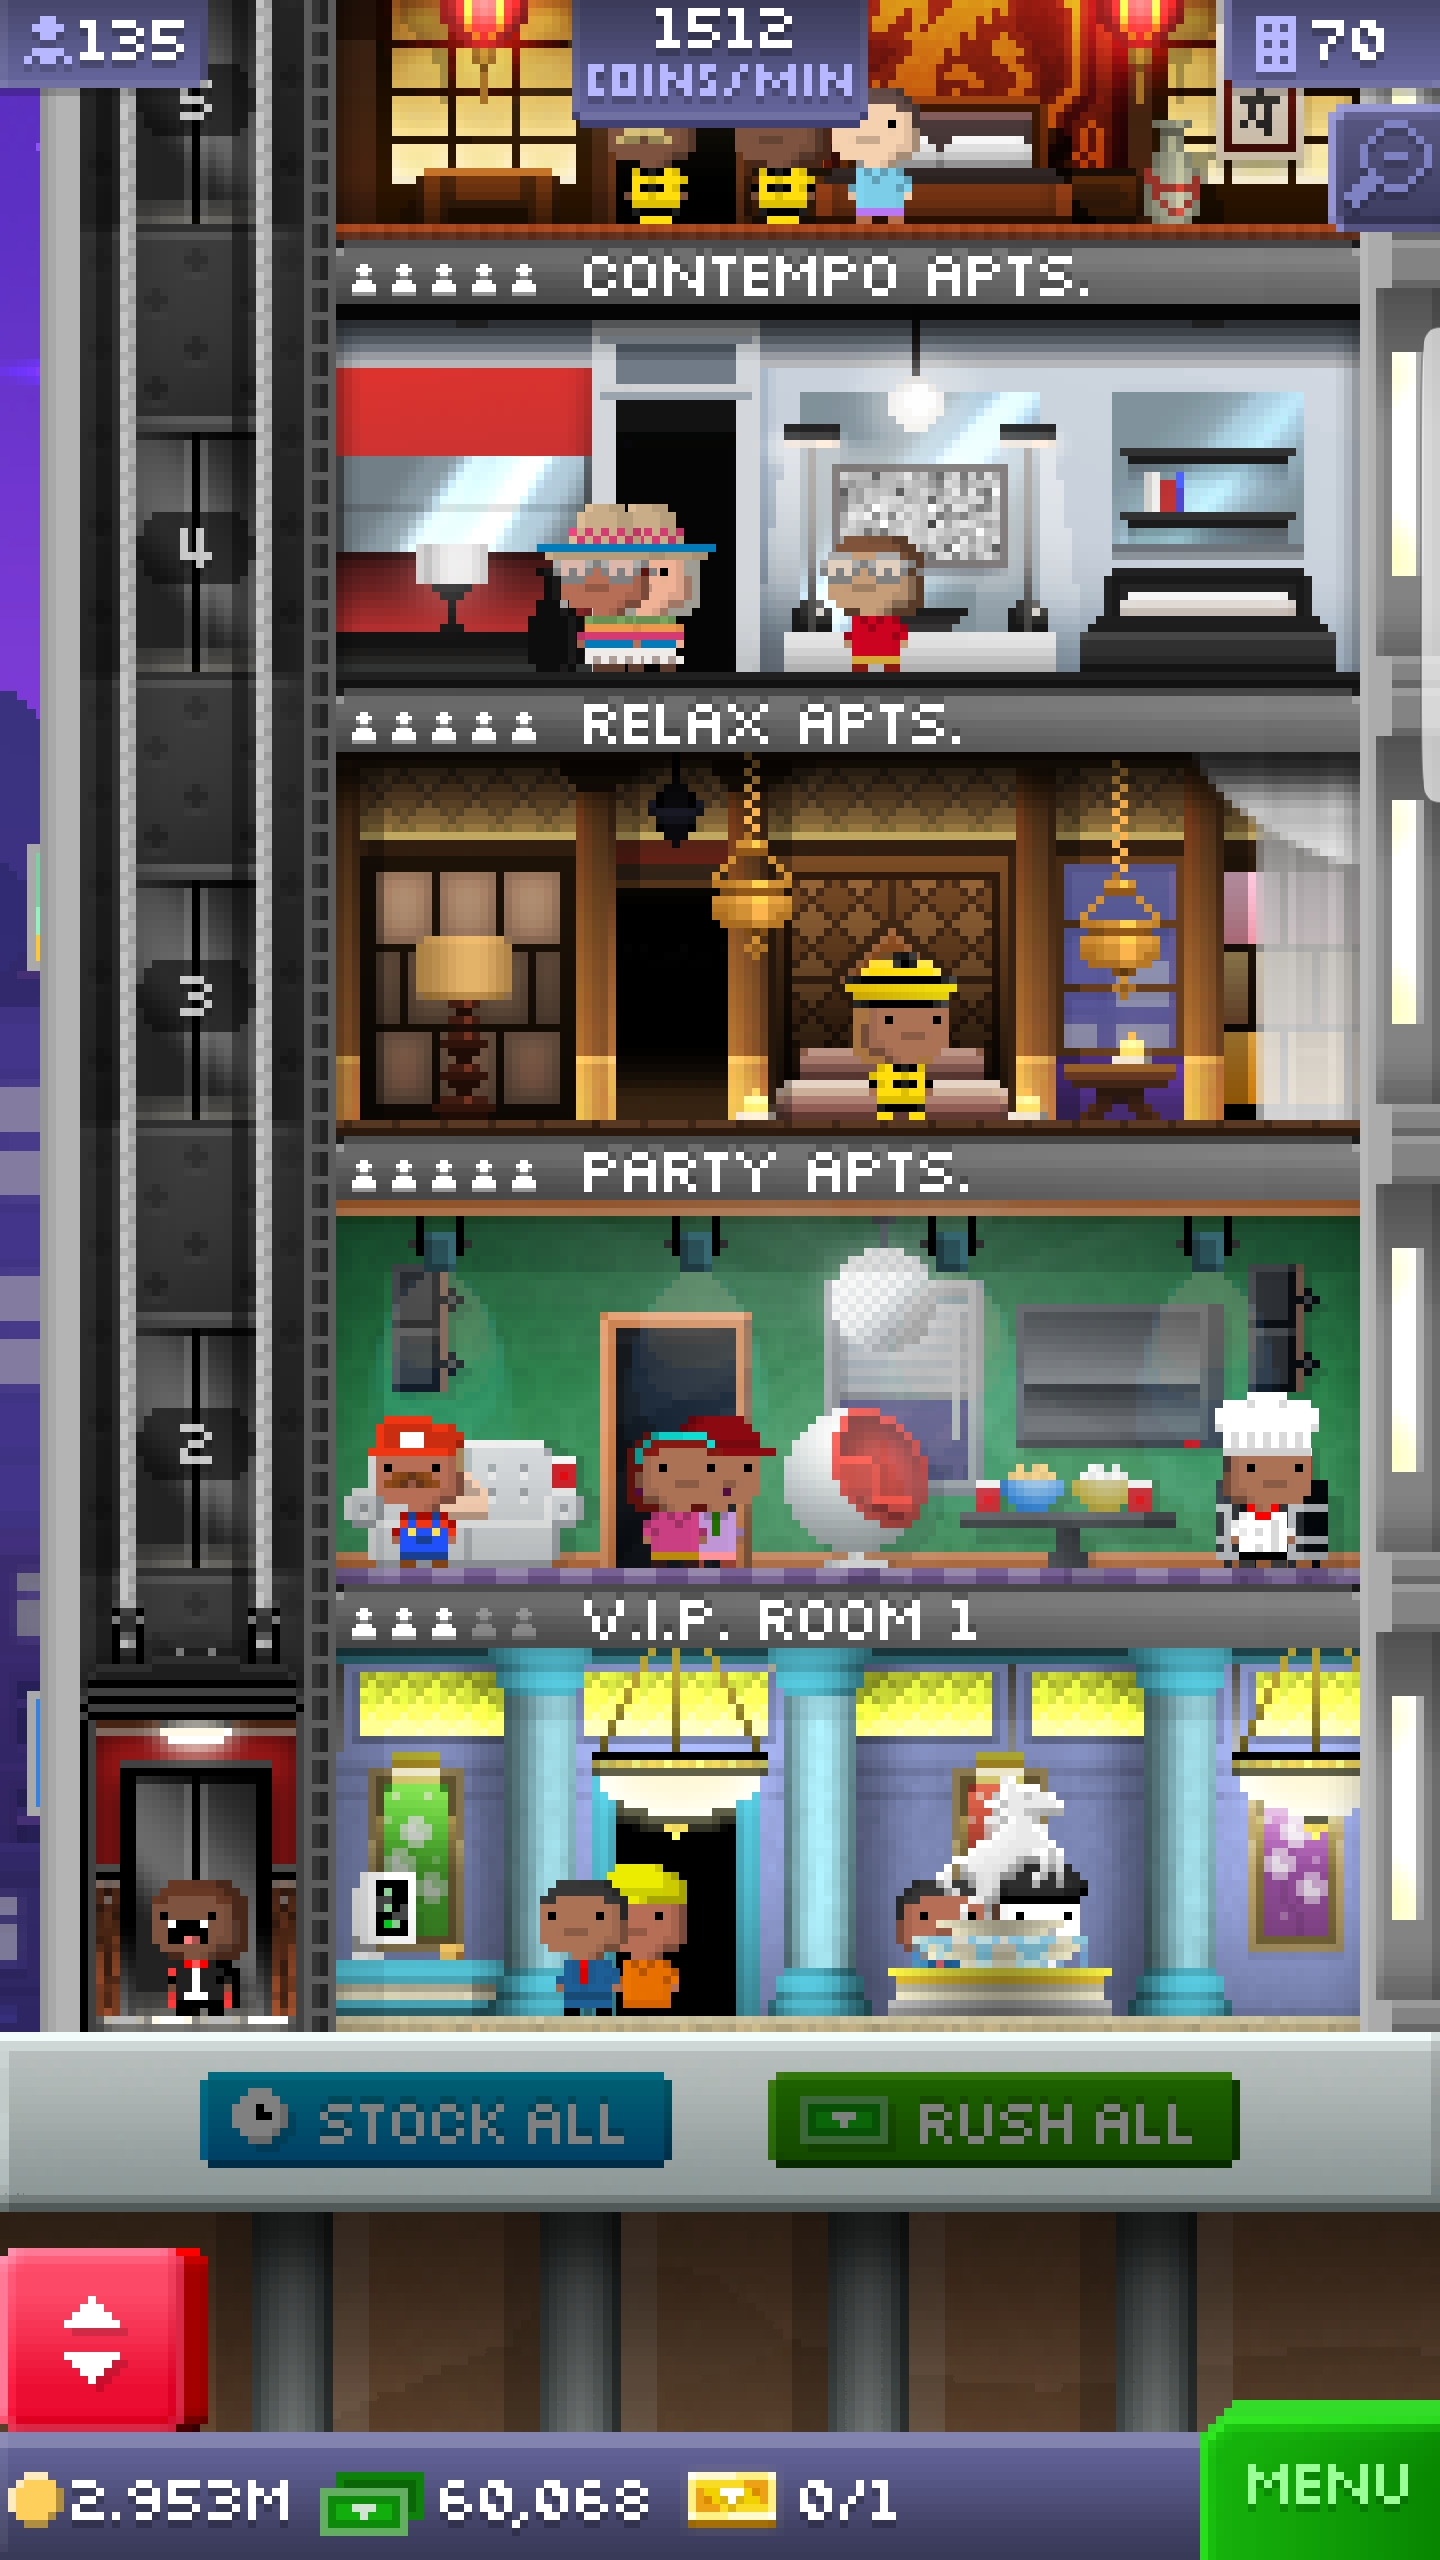 135
1512
COINS/MIN
70
5
CONTEMPO APTS.
4
RELAX APTS.
3
PARTY APTS.
2
V.I.P. ROOM 1
STOCK ALL
RUSH ALL
2.953M
60,068
0/1
MENU